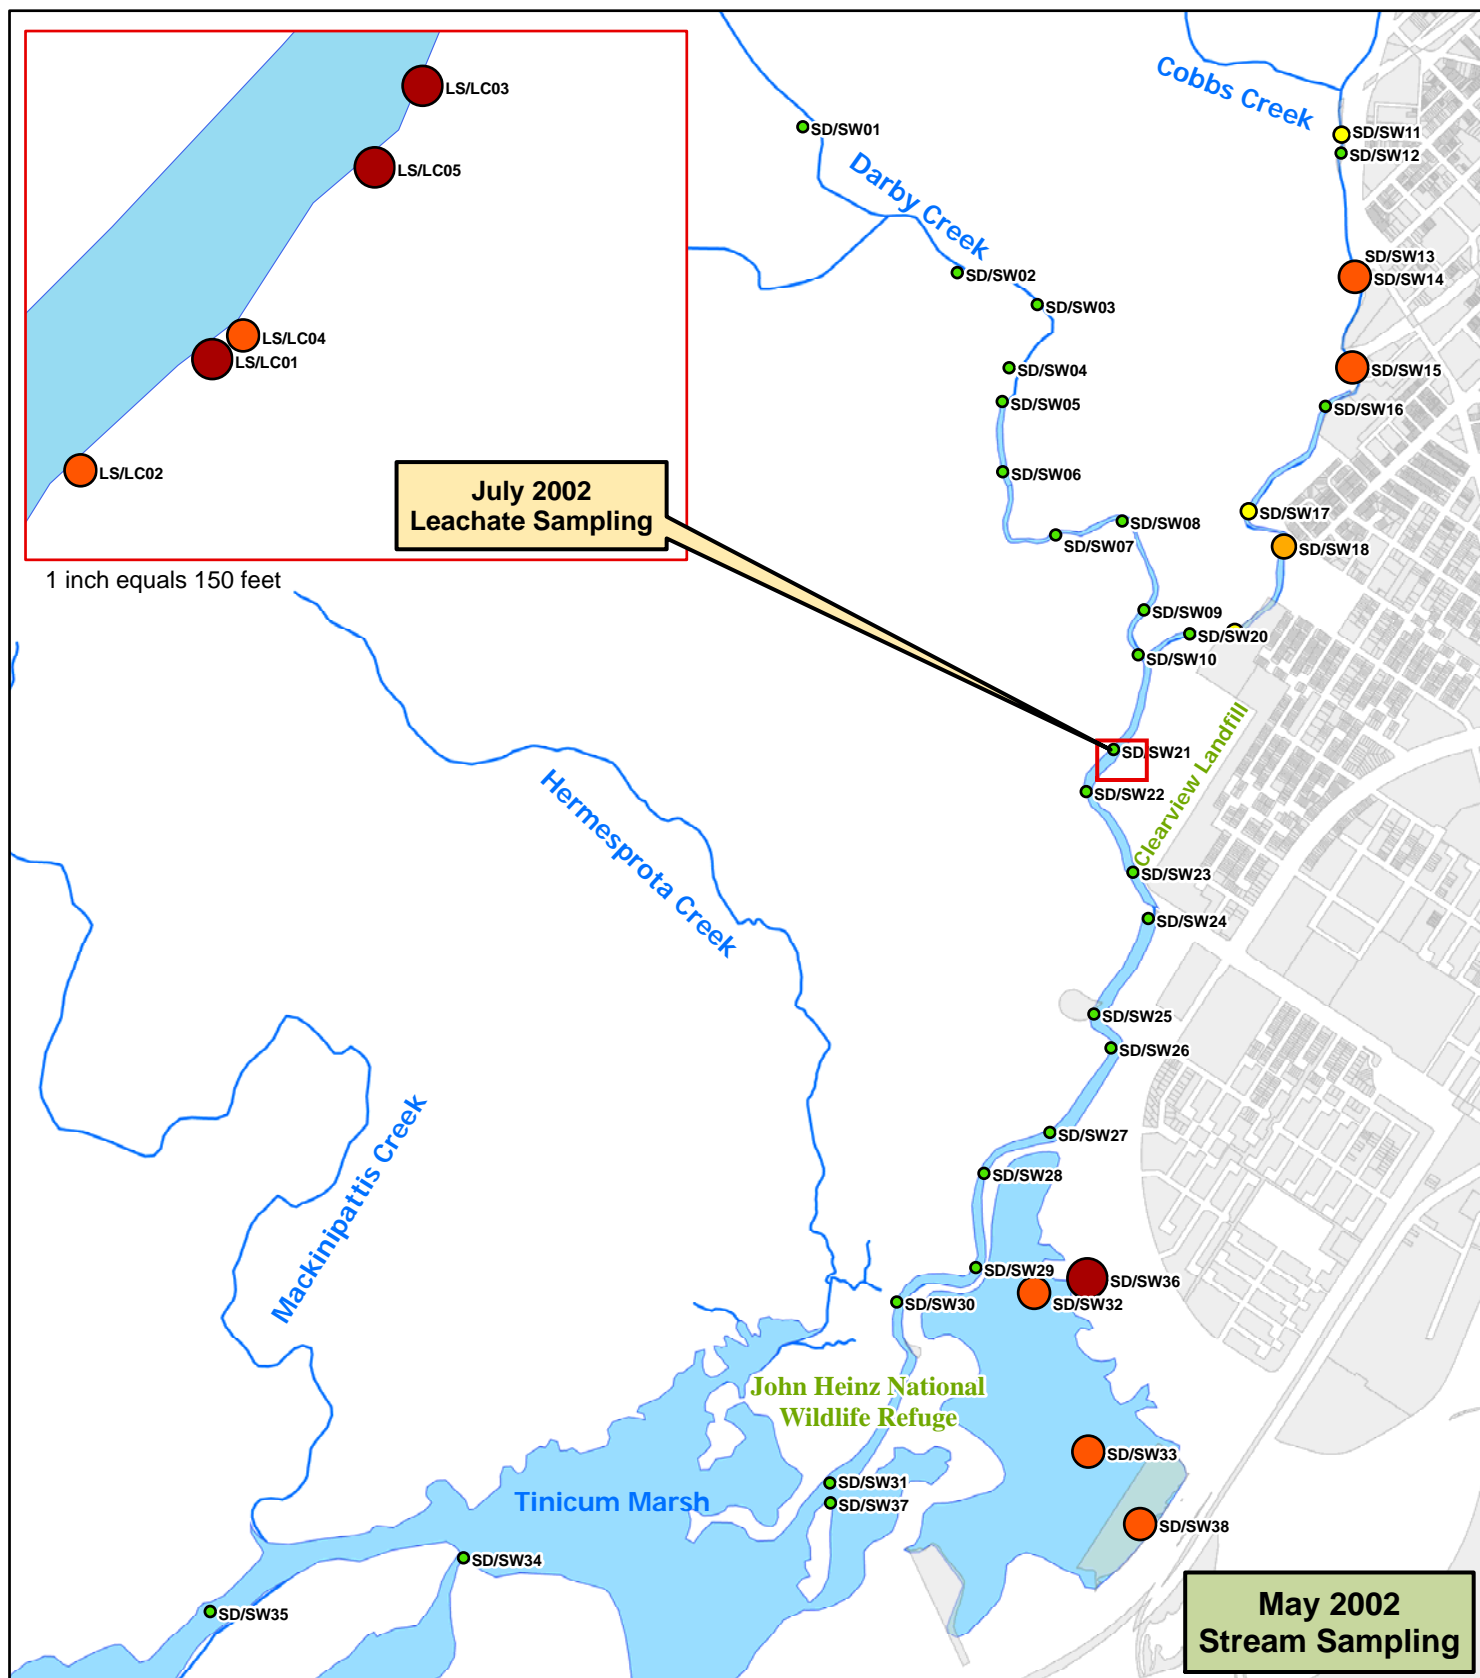 LS/LC03
LS/LC05
LS/LC04
LS/LC01
LS/LC02
July 2002
Leachate Sampling
1 inch equals 150 feet
Cobbs Creek
SD/SW11
SD/SW12
SD/SW01
Darby Creek
SD/SW02
SD/SW03
SD/SW13
SD/SW14
SD/SW04
SD/SW15
SD/SW05
SD/SW16
SD/SW06
SD/SW17
SD/SW08
SD/SW07
SD/SW18
SD/SW09
SD/SW20
SD/SW10
SD/SW21
SD/SW22
Clearview Landfill
SD/SW23
SD/SW24
Hermesprota Creek
SD/SW25
SD/SW26
SD/SW27
SD/SW28
Mackinipattis Creek
SD/SW29
SD/SW36
SD/SW30
SD/SW32
John Heinz National
Wildlife Refuge
SD/SW33
SD/SW31
Tinicum Marsh
SD/SW37
SD/SW38
SD/SW34
SD/SW35
May 2002
Stream Sampling